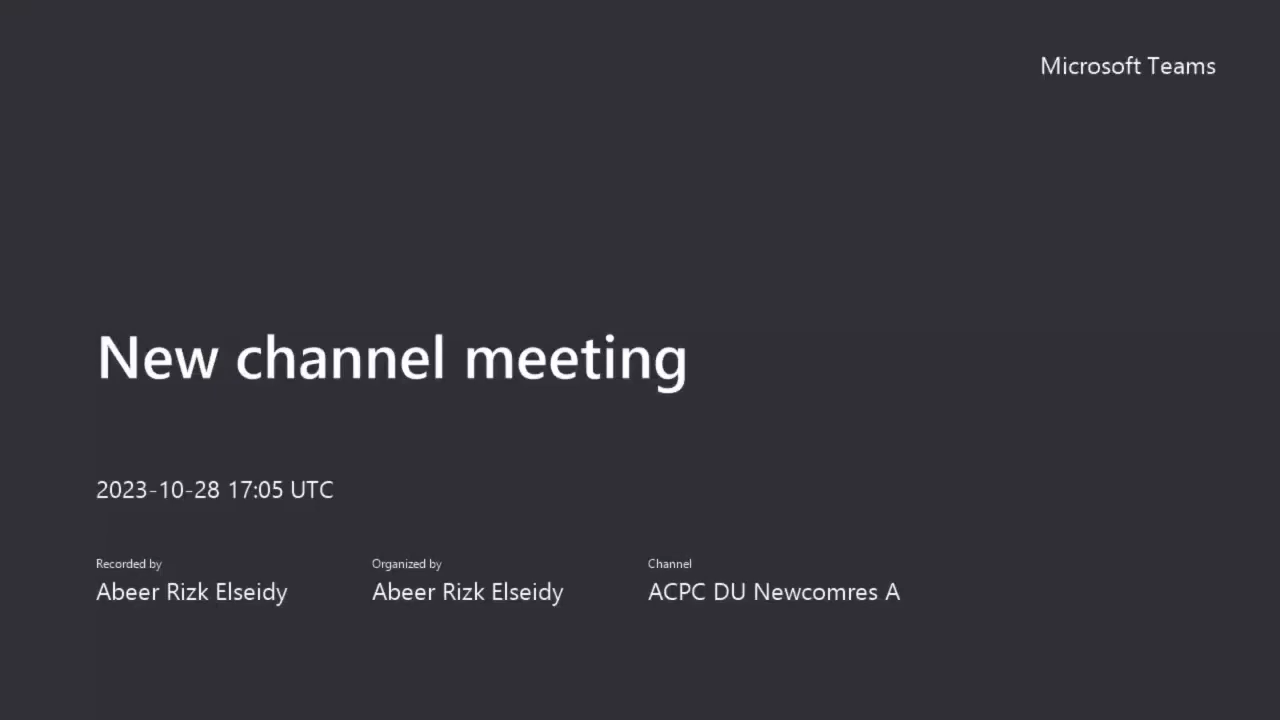 Microsoft Teams
New channel meeting
2023-10-28 17:05 UTC
Recorded by
Abeer Rizk Elseidy
Organized by
Abeer Rizk Elseidy
Channel
ACPC DU Newcomres A